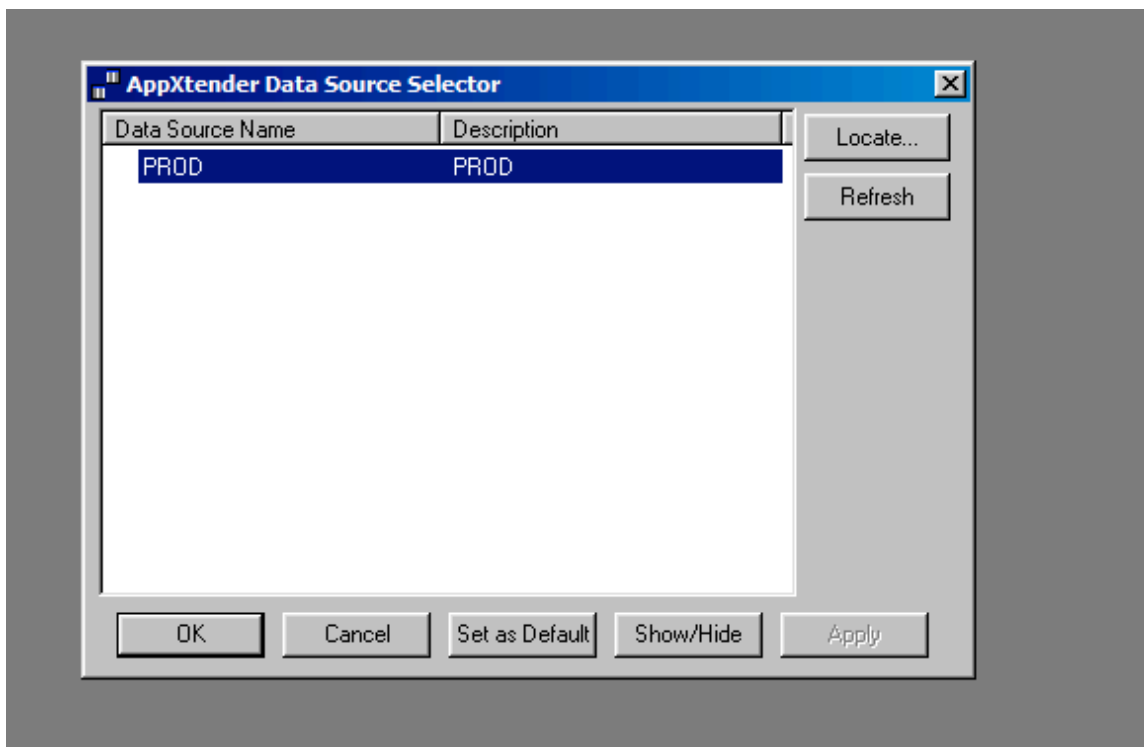 AppXtender Data Source Selector
Data Source Name Description
PROD PROD
Locate...
Refresh
OK Cancel Set as Default Show/Hide Apply